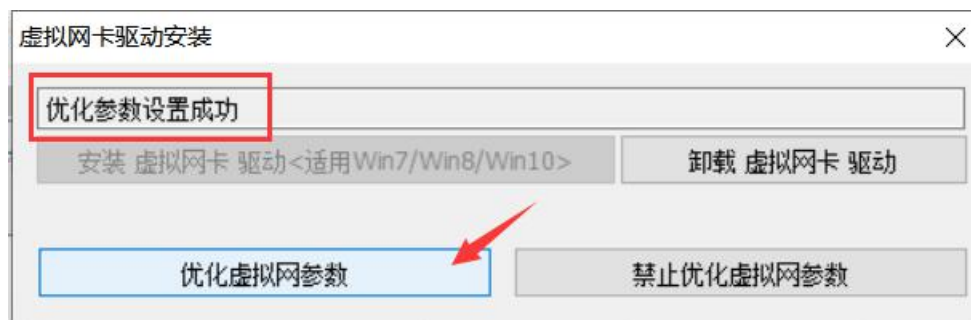 虚拟网卡驱动安装
优化参数设置成功
安装 虚拟网卡 驱动<适用Win7/Win8/Win10>
卸载 虚拟网卡 驱动
优化虚拟网参数
禁止优化虚拟网参数